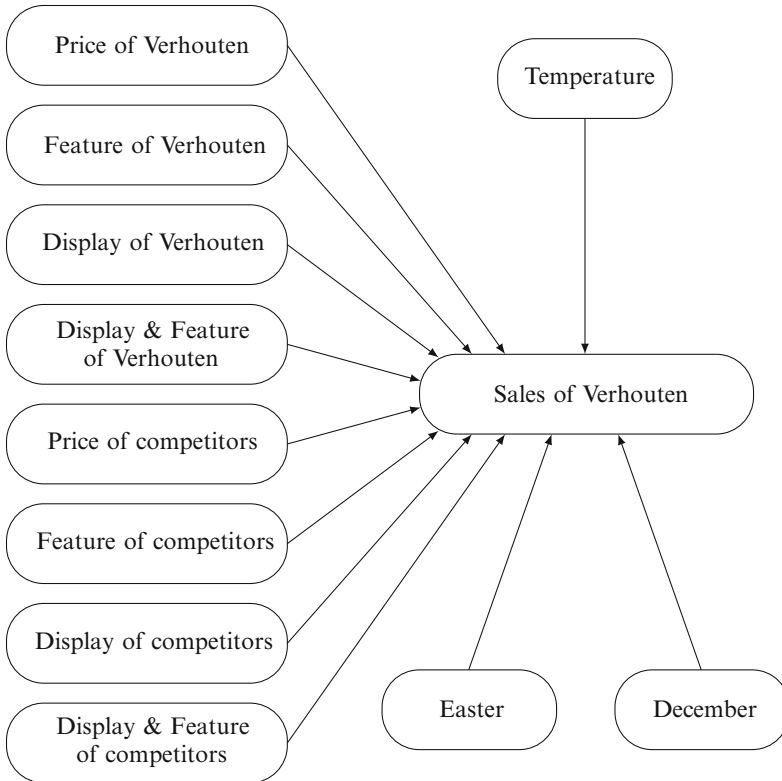 Price of Verhouten
Temperature
Feature of Verhouten
Display of Verhouten
Display & Feature
of Verhouten
Sales of Verhouten
Price of competitors
Feature of competitors
Display of competitors
Easter
December
Display & Feature
of competitors